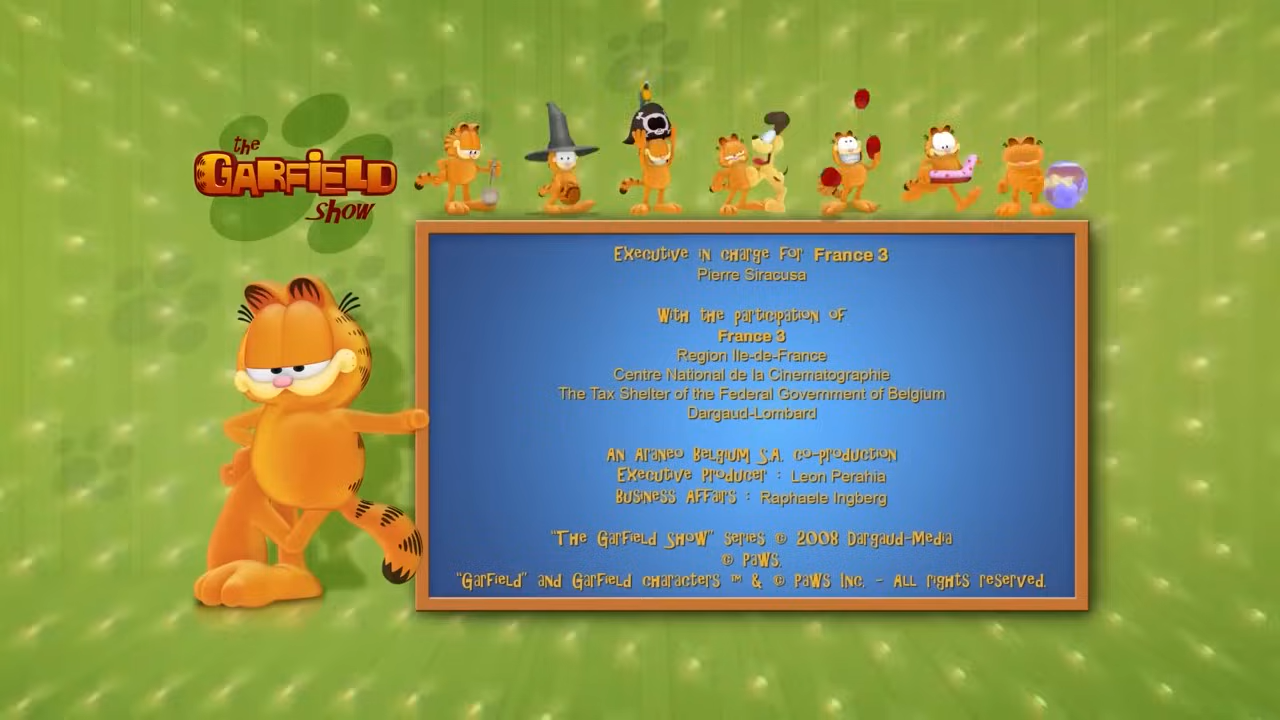 the
GARFiELD
show
Executive in charge for France 3
Pierre Siracusa
With the participation of
France 3
Region Ile-de-France
Centre National de la Cinematographie
The Tax Shelter of the Federal Government of Belgium
Dargaud-Lombard
An Araneo Belgium S.A. co-production
Executive Producer : Leon Perahia
Business Affairs : Raphaele Ingberg
"The Garfield Show" series © 2008 Dargaud-Media
© PAWS.
"Garfield" and Garfield characters ™ & © PAWS Inc. - All rights reserved.